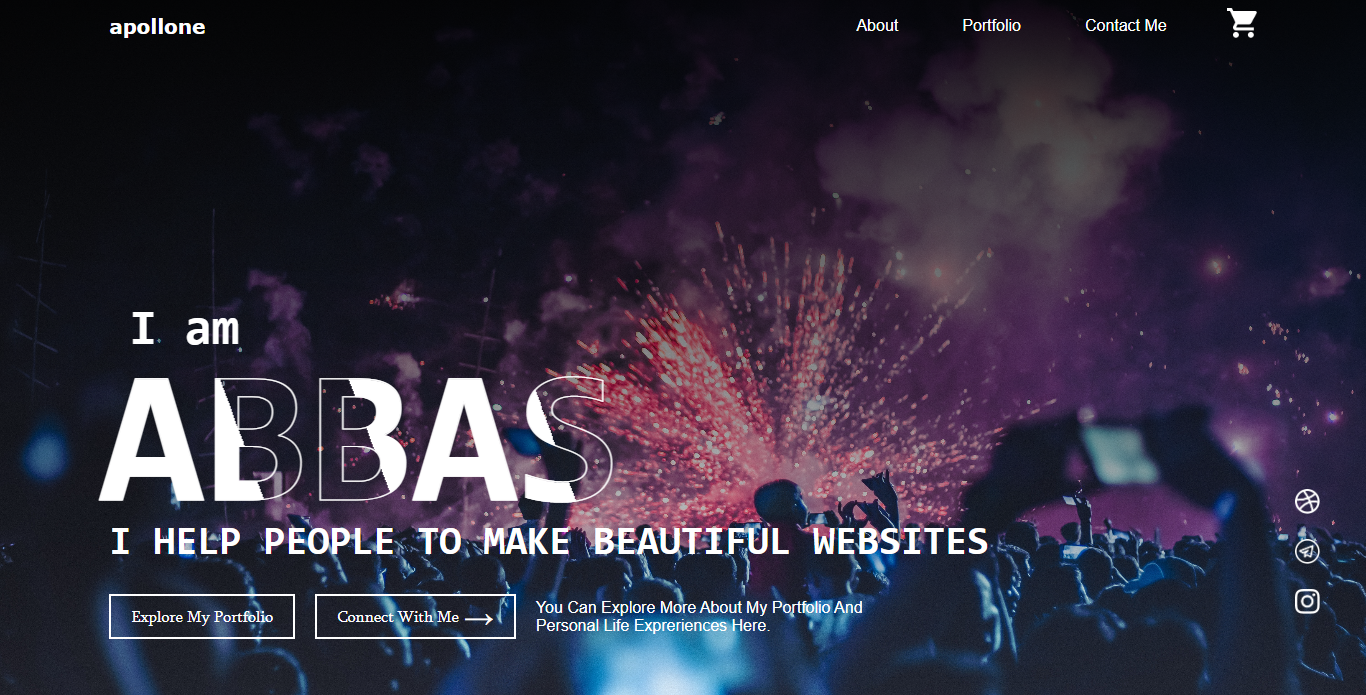 apollone
About Portfolio Contact Me
I am
ABBAS
I HELP PEOPLE TO MAKE BEAUTIFUL WEBSITES
Explore My Portfolio
Connect With Me
You Can Explore More About My Portfolio And
Personal Life Expreriences Here.